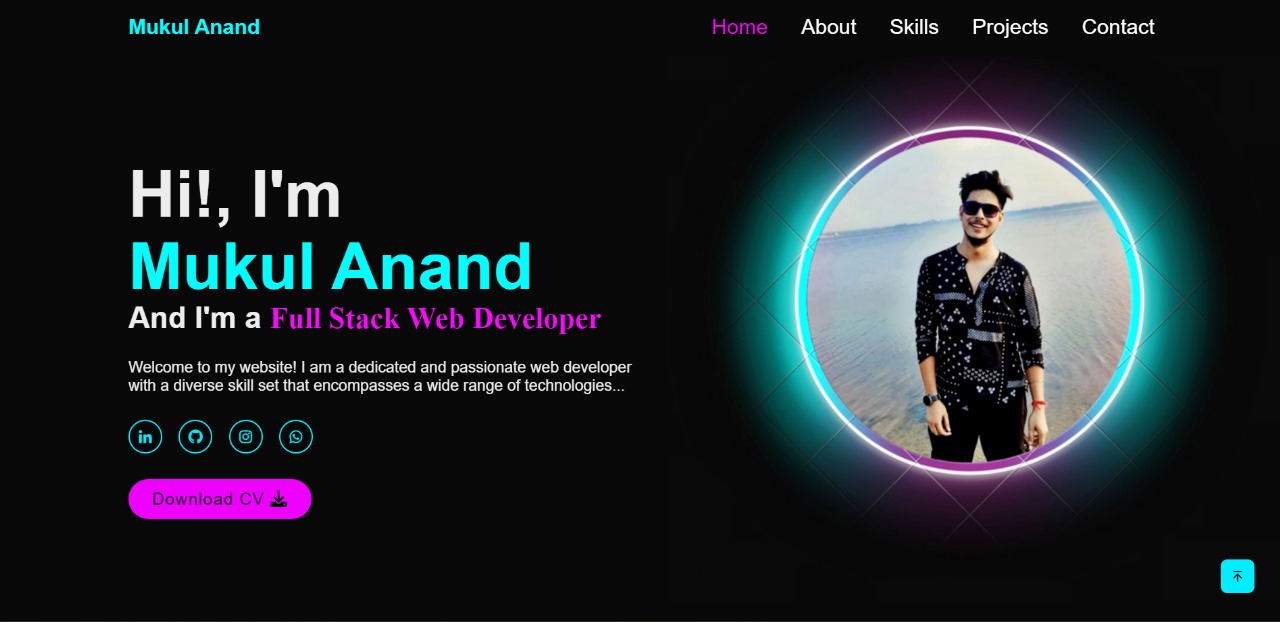 Mukul Anand
Home About Skills Projects Contact
Hi!, I'm
Mukul Anand
And I'm a Full Stack Web Developer
Welcome to my website! I am a dedicated and passionate web developer
with a diverse skill set that encompasses a wide range of technologies...
Download CV